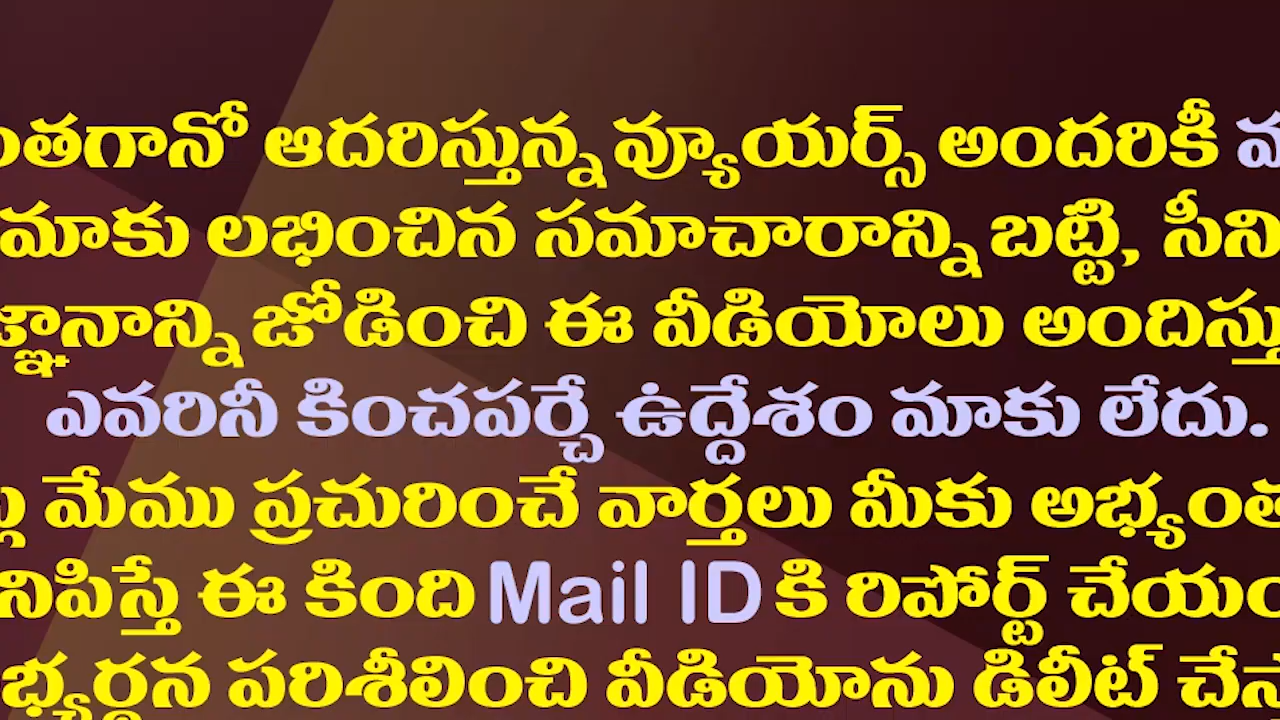 ఆదరిస్తున్న వ్యూయర్స్ అందరికీ
మాకు లభించిన సమాచారాన్ని బట్టి,
జోడించి ఈ వీడియోలు
ఎవరినీ కించపర్చే ఉద్దేశం మాకు లేదు.
మేము ప్రచురించే వార్తలు మీకు
ఈ కింది Mail ID కి రిపోర్ట్
పరిశీలించి వీడియోను డిలీట్